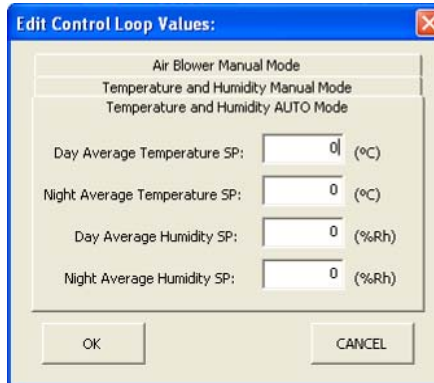 Edit Control Loop Values:
Air Blower Manual Mode
Temperature and Humidity Manual Mode
Temperature and Humidity AUTO Mode
Day Average Temperature SP: 0 (ºC)
Night Average Temperature SP: 0 (ºC)
Day Average Humidity SP: 0 (%Rh)
Night Average Humidity SP: 0 (%Rh)
OK CANCEL